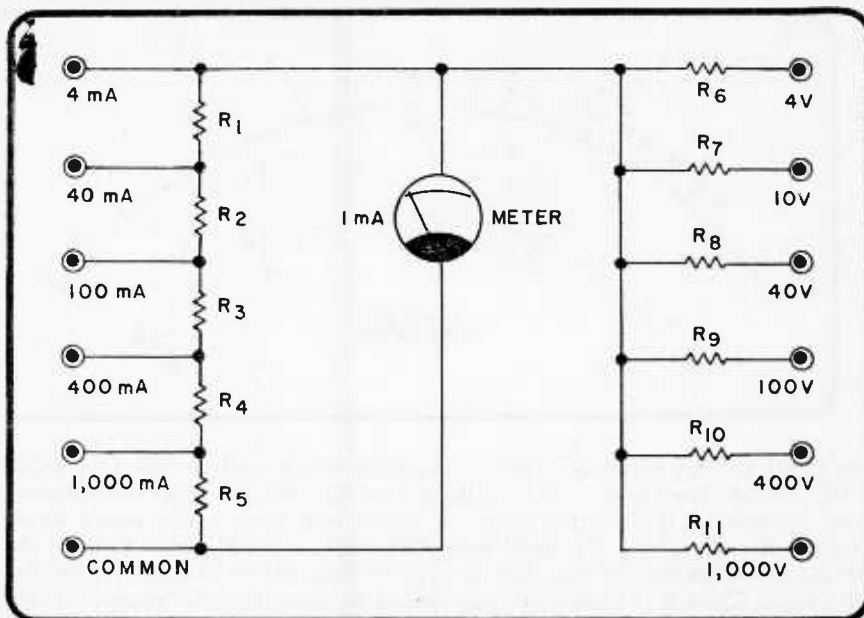 4 mA
R1
R6
4V
40 mA
R7
10V
R2
1 mA
METER
100 mA
R8
40V
R3
400 mA
R9
100V
R4
1,000 mA
R10
400V
R5
COMMON
R11
1,000V